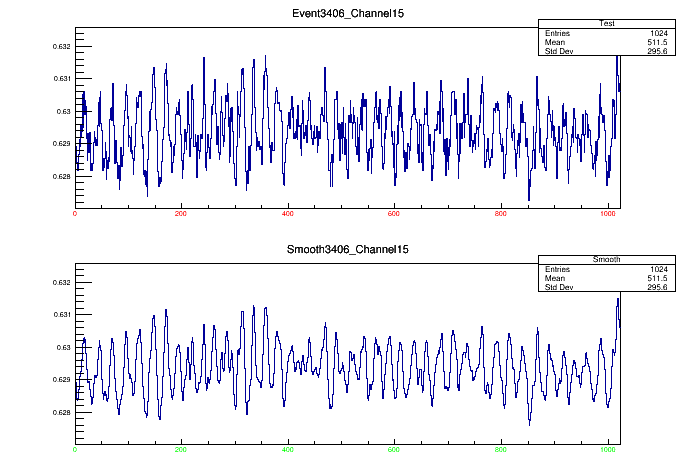 Event3406_Channel15
Test
Entries 1024
Mean 511.5
Std Dev 295.6
0.632
0.631
0.63
0.629
0.628
0 200 400 600 800 1000
Smooth3406_Channel15
Smooth
Entries 1024
Mean 511.5
Std Dev 295.6
0.632
0.631
0.63
0.629
0.628
0 200 400 600 800 1000